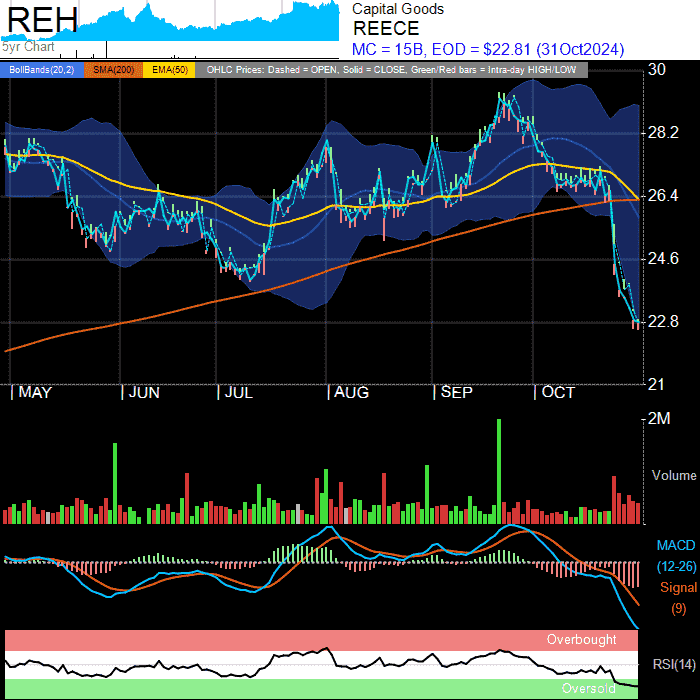 REH
5yr Chart
Capital Goods
REECE
MC = 15B, EOD = $22.81 (31Oct2024)
BollBands(20,2) SMA(200) EMA(50) OHLC Prices: Dashed = OPEN, Solid = CLOSE, Green/Red bars = Intra-day HIGH/LOW
30
28.2
26.4
24.6
22.8
21
MAY JUN JUL AUG SEP OCT
2M
Volume
MACD
(12-26)
Signal
(9)
Overbought
RSI(14)
Oversold